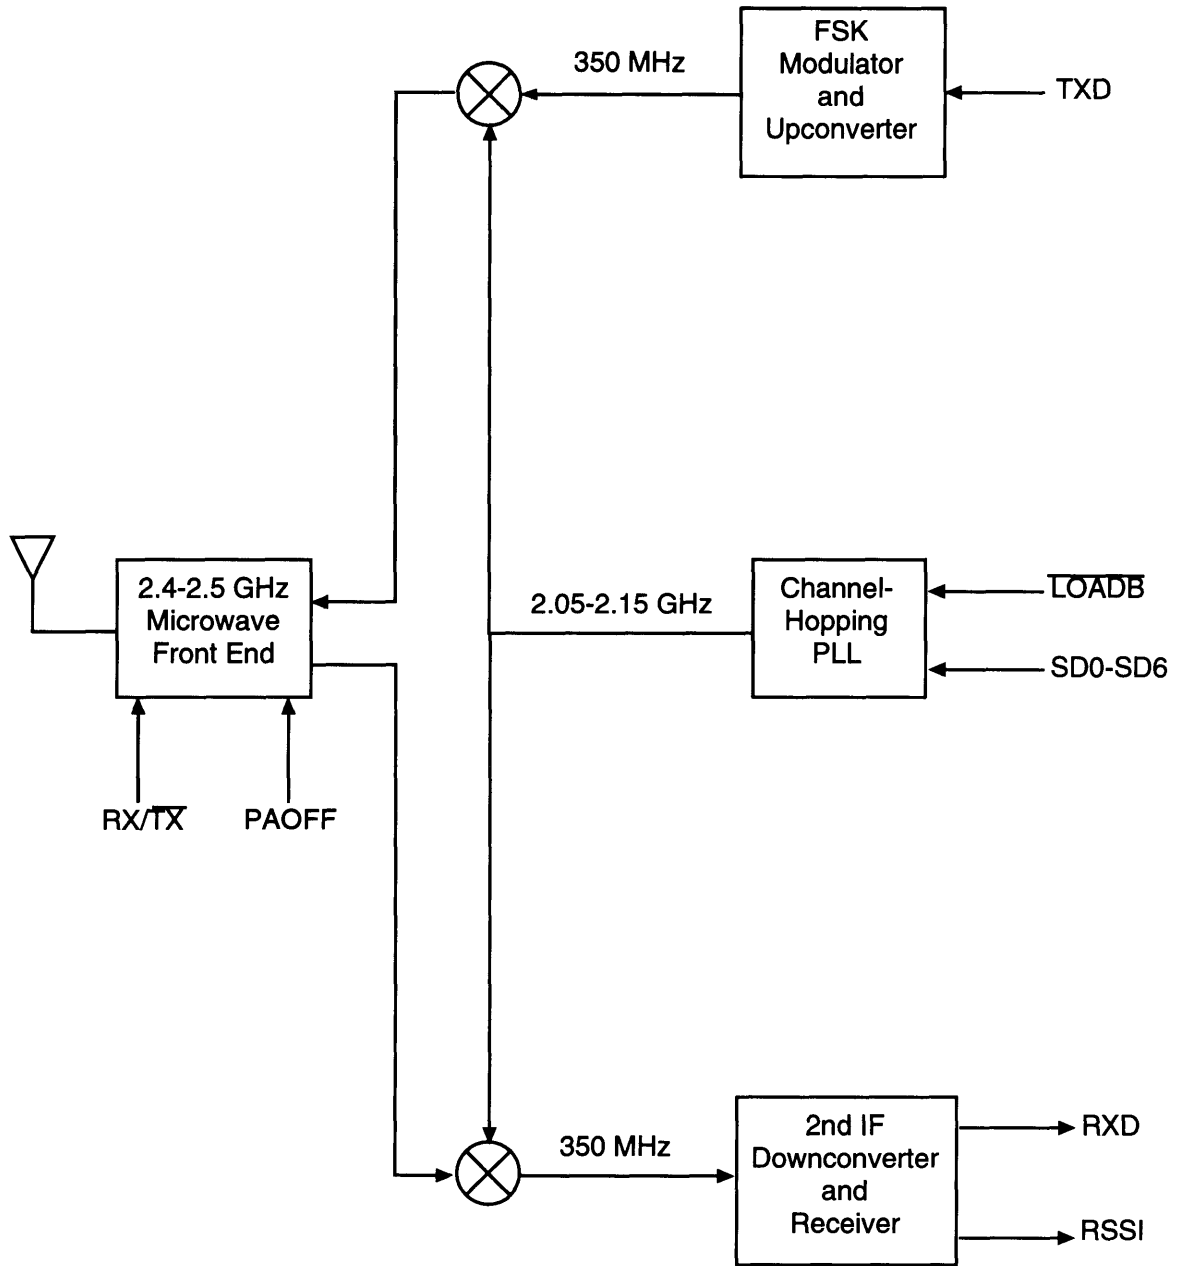 FSK
Modulator
and
Upconverter
350 MHz
TXD
2.4-2.5 GHz
Microwave
Front End
2.05-2.15 GHz
Channel-
Hopping
PLL
LOADB
SD0-SD6
RX/TX
PAOFF
350 MHz
2nd IF
Downconverter
and
Receiver
RXD
RSSI